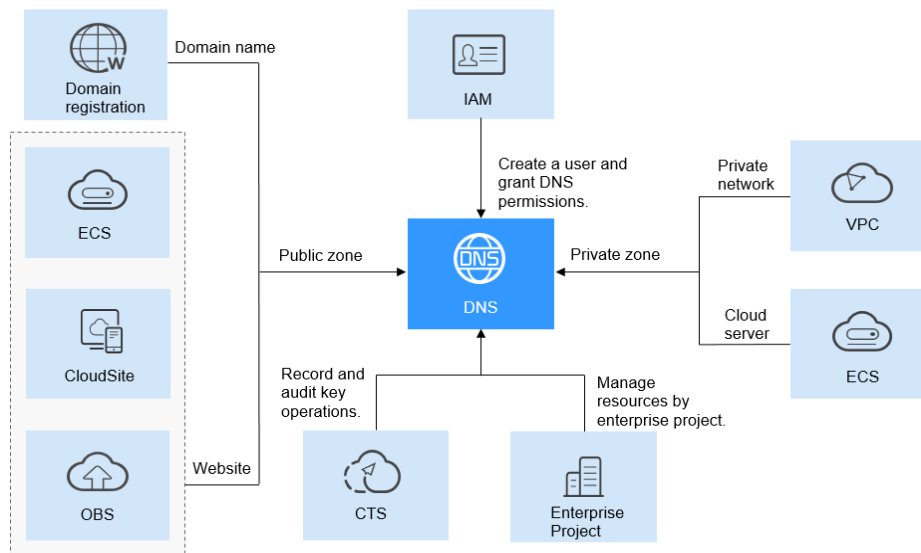 Domain name
W
Domain
registration
IAM
ECS
Create a user and
grant DNS
permissions.
Private
network
VPC
Public zone
DNS
DNS
Private zone
CloudSite
Record and
audit key
operations.
Manage
resources by
enterprise project.
Cloud
server
ECS
Website
OBS
CTS
Enterprise
Project